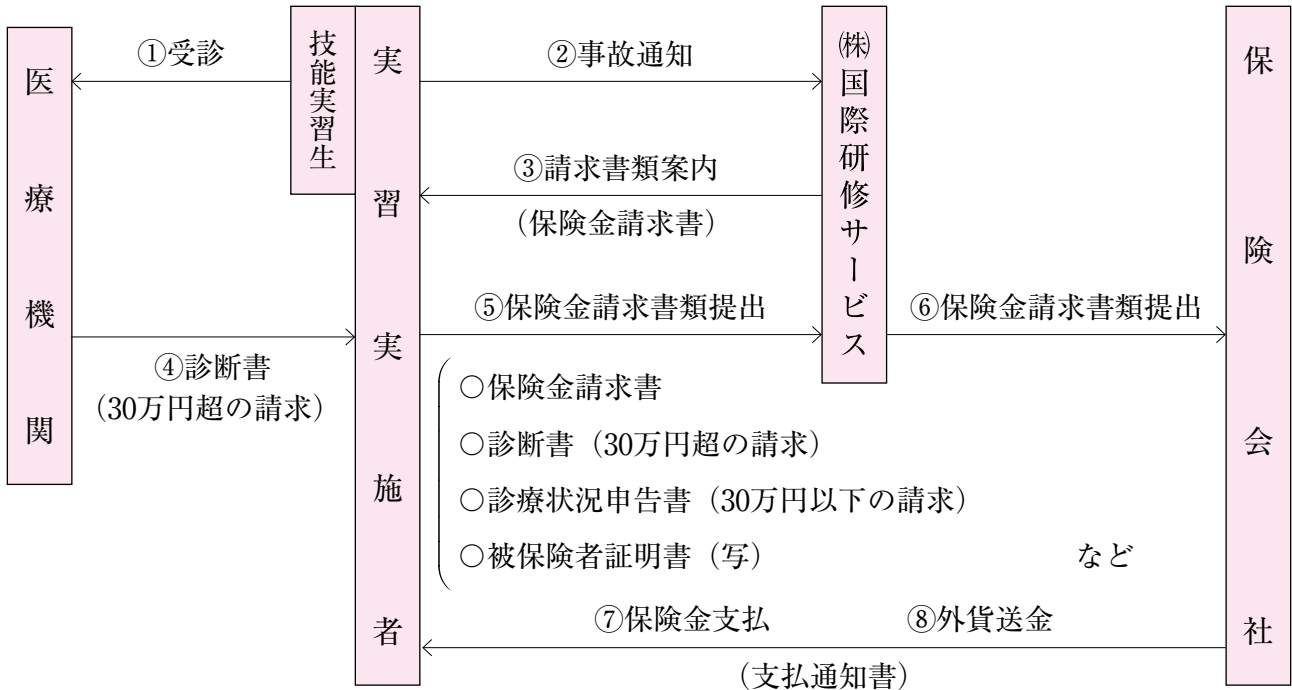 医療機関
①受診
技能実習生
実習実施者
②事故通知
㈱国際研修サービス
保険会社
③請求書類案内
（保険金請求書）
④診断書
（30万円超の請求）
⑤保険金請求書類提出
⑥保険金請求書類提出
○保険金請求書
○診断書（30万円超の請求）
○診療状況申告書（30万円以下の請求）
○被保険者証明書（写） など
⑦保険金支払 ⑧外貨送金
（支払通知書）